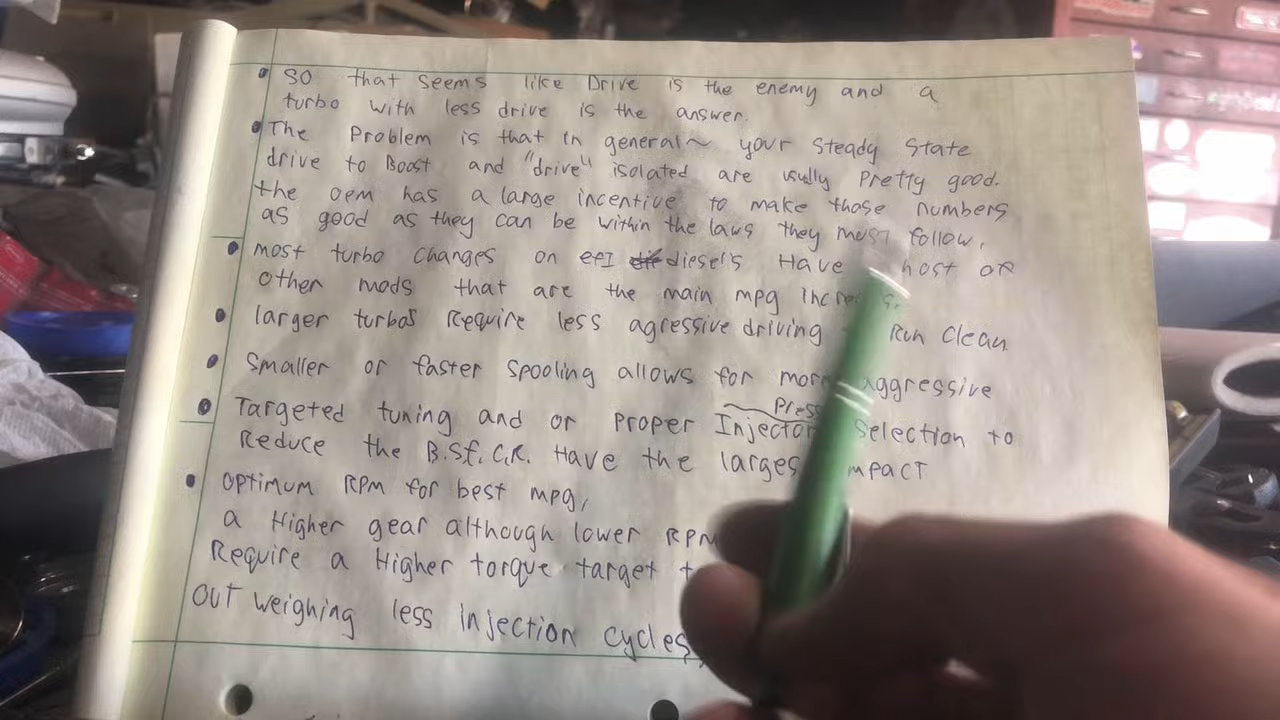 • So that seems like Drive is the enemy and a
turbo with less drive is the answer.
• The Problem is that in general~ your steady state
drive to Boost and "drive" isolated are usully pretty good.
the oem has a large incentive to make those numbers
as good as they can be within the laws they must follow.
• most turbo changes on efI diesel's Have host of
other mods that are the main mpg
• larger turbos Require less agressive driving Run Clean
• Smaller or faster spooling allows for more aggressive
Press
• Targeted tuning and or proper Injector selection to
Reduce the B.S.f.C.R. Have the largest impact
• optimum RPM for best mpg,
a Higher gear although lower RPM
Require a Higher torque target
out weighing less injection cycles